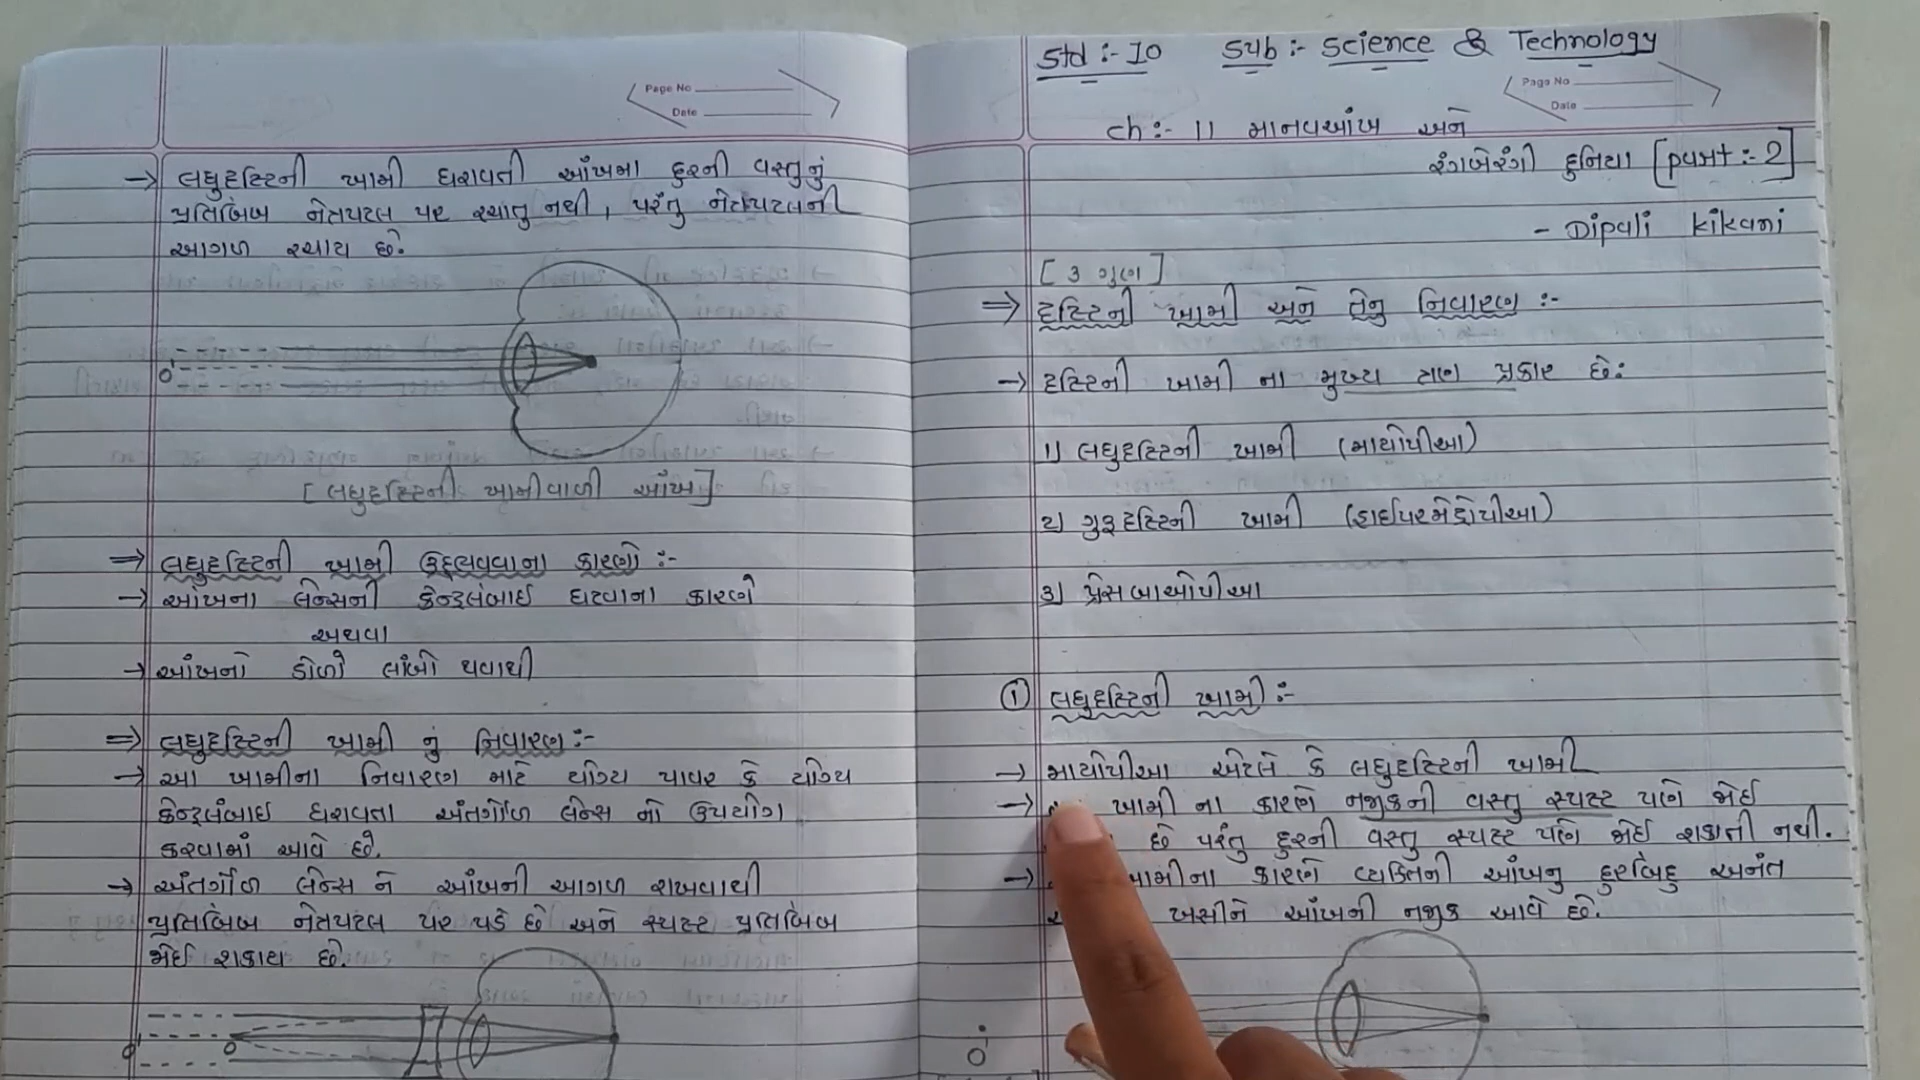 Page No
Date
→ લઘુદ્રષ્ટિની ખામી ધરાવતી આંખમા દુરની વસ્તુનું
પ્રતિબિંબ નેત્રપટલ પર રચાતુ નથી, પરંતુ નેત્રપટલની
આગળ રચાય છે.
O'
[લઘુદ્રષ્ટિની ખામીવાળી આંખ]
⇒ લઘુદ્રષ્ટિની ખામી ઉદ્દભવવાના કારણો :-
→ આંખના લેન્સની કેન્દ્રલંબાઈ ઘટવાના કારણે
અથવા
→ આંખનો ડોળો લાંબો થવાથી
⇒ લઘુદ્રષ્ટિની ખામી નું નિવારણ :-
→ આ ખામીના નિવારણ માટે યોગ્ય પાવર કે યોગ્ય
કેન્દ્રલંબાઈ ધરાવતા અંતર્ગોળ લેન્સ નો ઉપયોગ
કરવામાં આવે છે.
→ અંતર્ગોળ લેન્સ ને આંખની આગળ રાખવાથી
પ્રતિબિંબ નેત્રપટલ પર પડે છે અને સ્પષ્ટ પ્રતિબિંબ
જોઈ શકાય છે.
O' O
Std :- 10 Sub :- Science & Technology
Page No
Date
ch :- 11 માનવઆંખ અને
રંગબેરંગી દુનિયા [part :- 2]
- Dipali Kikani
[3 ગુણ]
⇒ દ્રષ્ટિની ખામી અને તેનુ નિવારણ :-
→ દ્રષ્ટિની ખામી ના મુખ્ય ત્રણ પ્રકાર છે:
1) લઘુદ્રષ્ટિની ખામી (માયોપીઆ)
2) ગુરુદ્રષ્ટિની ખામી (હાઈપરમેટ્રોપીઆ)
3) પ્રેસબાઓપીઆ
① લઘુદ્રષ્ટિની ખામી :-
→ માયોપીઆ એટલે કે લઘુદ્રષ્ટિની ખામી
→ ખામી ના કારણે નજીકની વસ્તુ સ્પષ્ટ પણે જોઈ
છે પરંતુ દુરની વસ્તુ સ્પષ્ટ પણે જોઈ શકાતી નથી.
→ ખામીના કારણે વ્યક્તિની આંખનુ દુરબિંદુ અનંત
ખસીને આંખની નજીક આવે છે.
O'